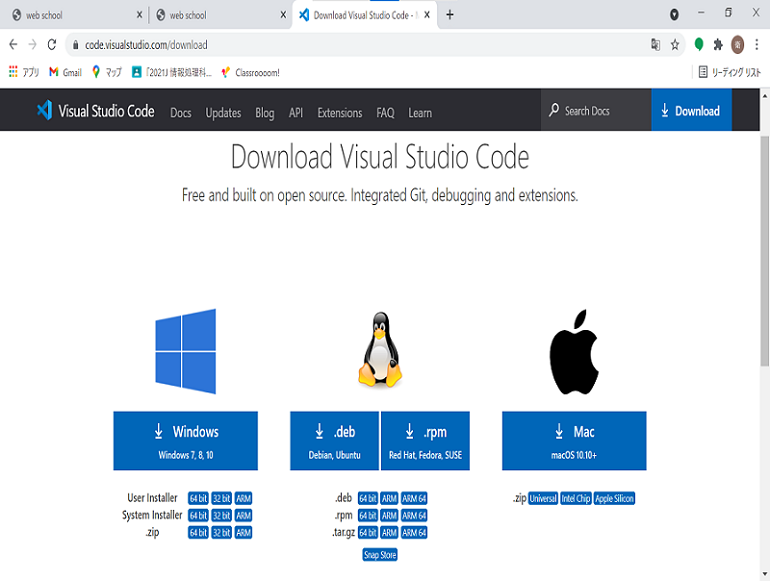 web school
web school
Download Visual Studio Code -
code.visualstudio.com/download
アプリ Gmail マップ 「2021J 情報処理科... Classroooom! リーディング リスト
Visual Studio Code Docs Updates Blog API Extensions FAQ Learn Search Docs Download
Download Visual Studio Code
Free and built on open source. Integrated Git, debugging and extensions.
Windows
Windows 7, 8, 10
.deb
Debian, Ubuntu
.rpm
Red Hat, Fedora, SUSE
Mac
macOS 10.10+
User Installer 64 bit 32 bit ARM
System Installer 64 bit 32 bit ARM
.zip 64 bit 32 bit ARM
.deb 64 bit ARM ARM 64
.rpm 64 bit ARM ARM 64
.tar.gz 64 bit ARM ARM 64
Snap Store
.zip Universal Intel Chip Apple Silicon